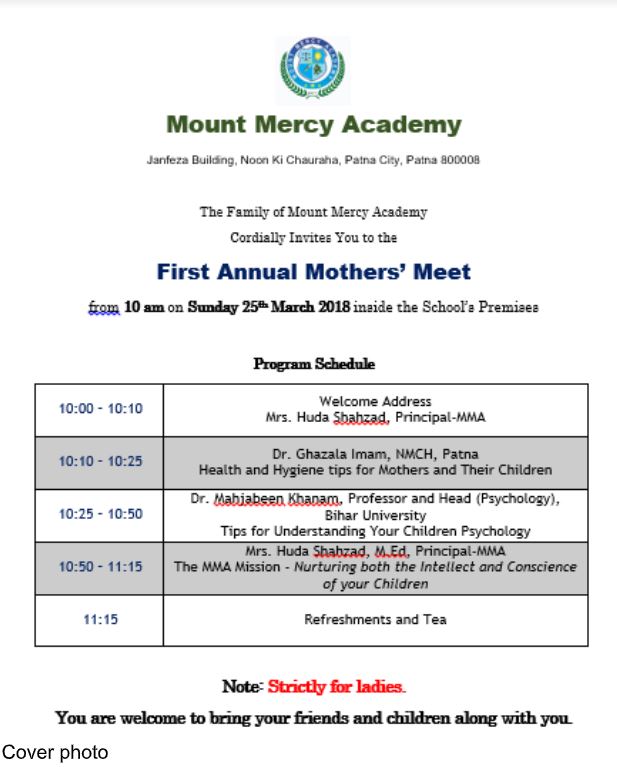 Mount Mercy Academy
Janfeza Building, Noon Ki Chauraha, Patna City, Patna 800008
The Family of Mount Mercy Academy
Cordially Invites You to the
First Annual Mothers' Meet
from 10 am on Sunday 25th March 2018 inside the School's Premises
Program Schedule
10:00 - 10:10
Welcome Address
Mrs. Huda Shahzad, Principal-MMA
10:10 - 10:25
Dr. Ghazala Imam, NMCH, Patna
Health and Hygiene tips for Mothers and Their Children
10:25 - 10:50
Dr. Mahjabeen Khanam, Professor and Head (Psychology),
Bihar University
Tips for Understanding Your Children Psychology
10:50 - 11:15
Mrs. Huda Shahzad, M.Ed, Principal-MMA
The MMA Mission - Nurturing both the Intellect and Conscience
of your Children
11:15
Refreshments and Tea
Note: Strictly for ladies.
You are welcome to bring your friends and children along with you.
Cover photo